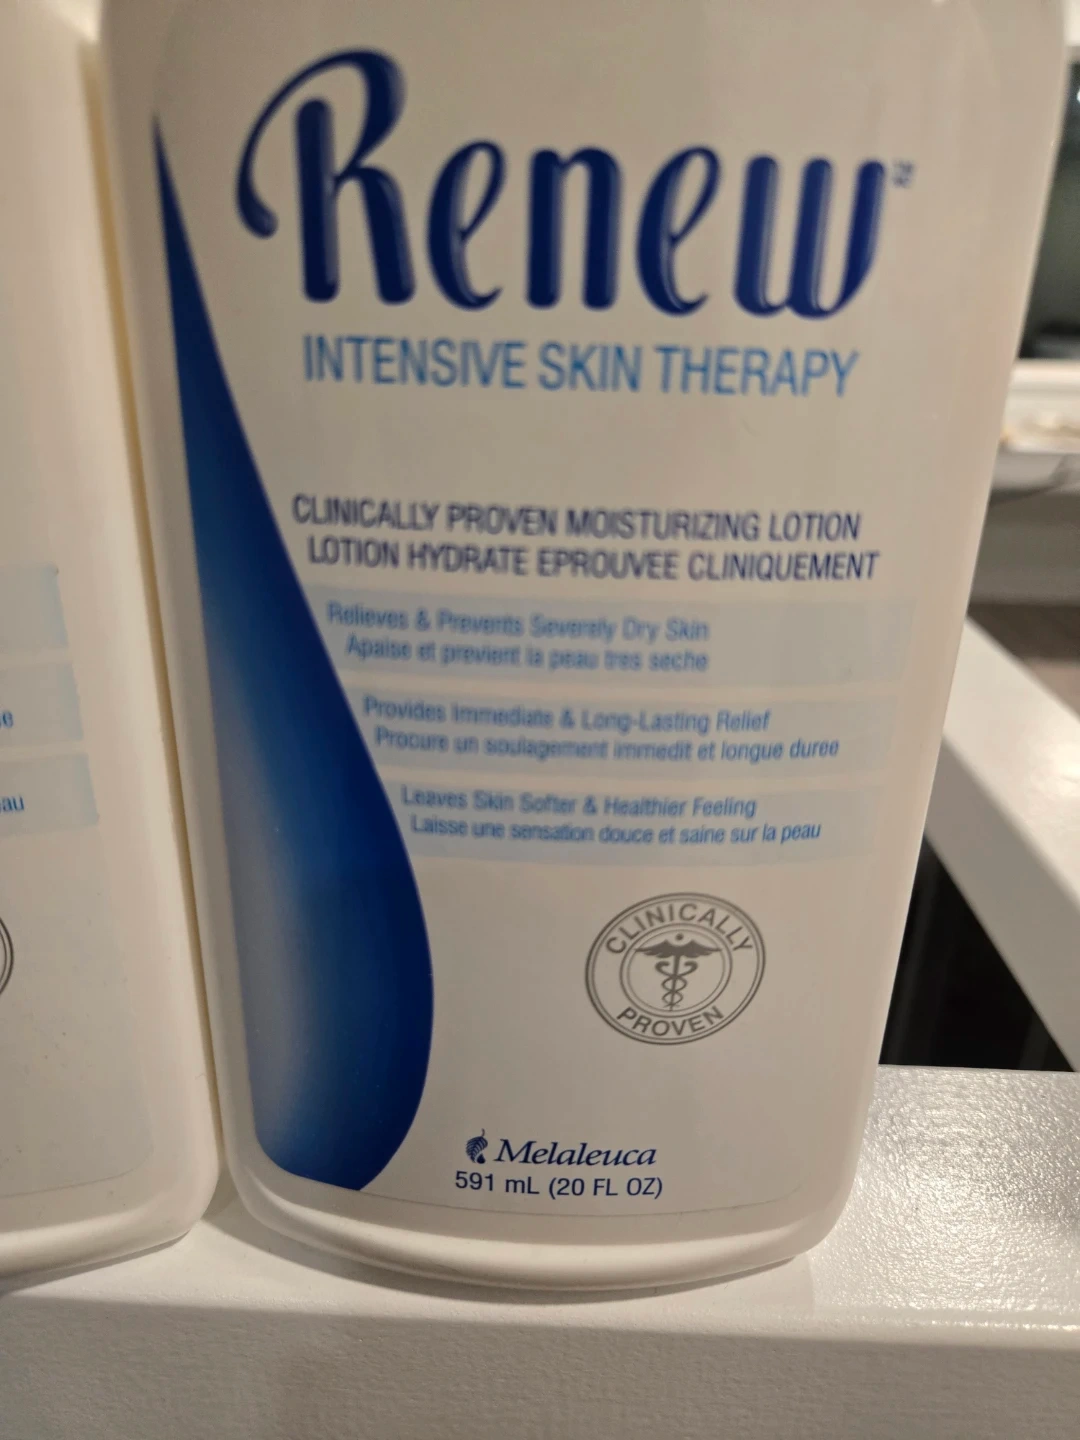 Renew
INTENSIVE SKIN THERAPY
CLINICALLY PROVEN MOISTURIZING LOTION
LOTION HYDRATE EPROUVEE CLINIQUEMENT
Relieves & Prevents Severely Dry Skin
Apaise et previent la peau tres seche
Provides Immediate & Long-Lasting Relief
Procure un soulagement immedit et longue duree
Leaves Skin Softer & Healthier Feeling
Laisse une sensation douce et saine sur la peau
CLINICALLY
PROVEN
Melaleuca
591 mL (20 FL OZ)